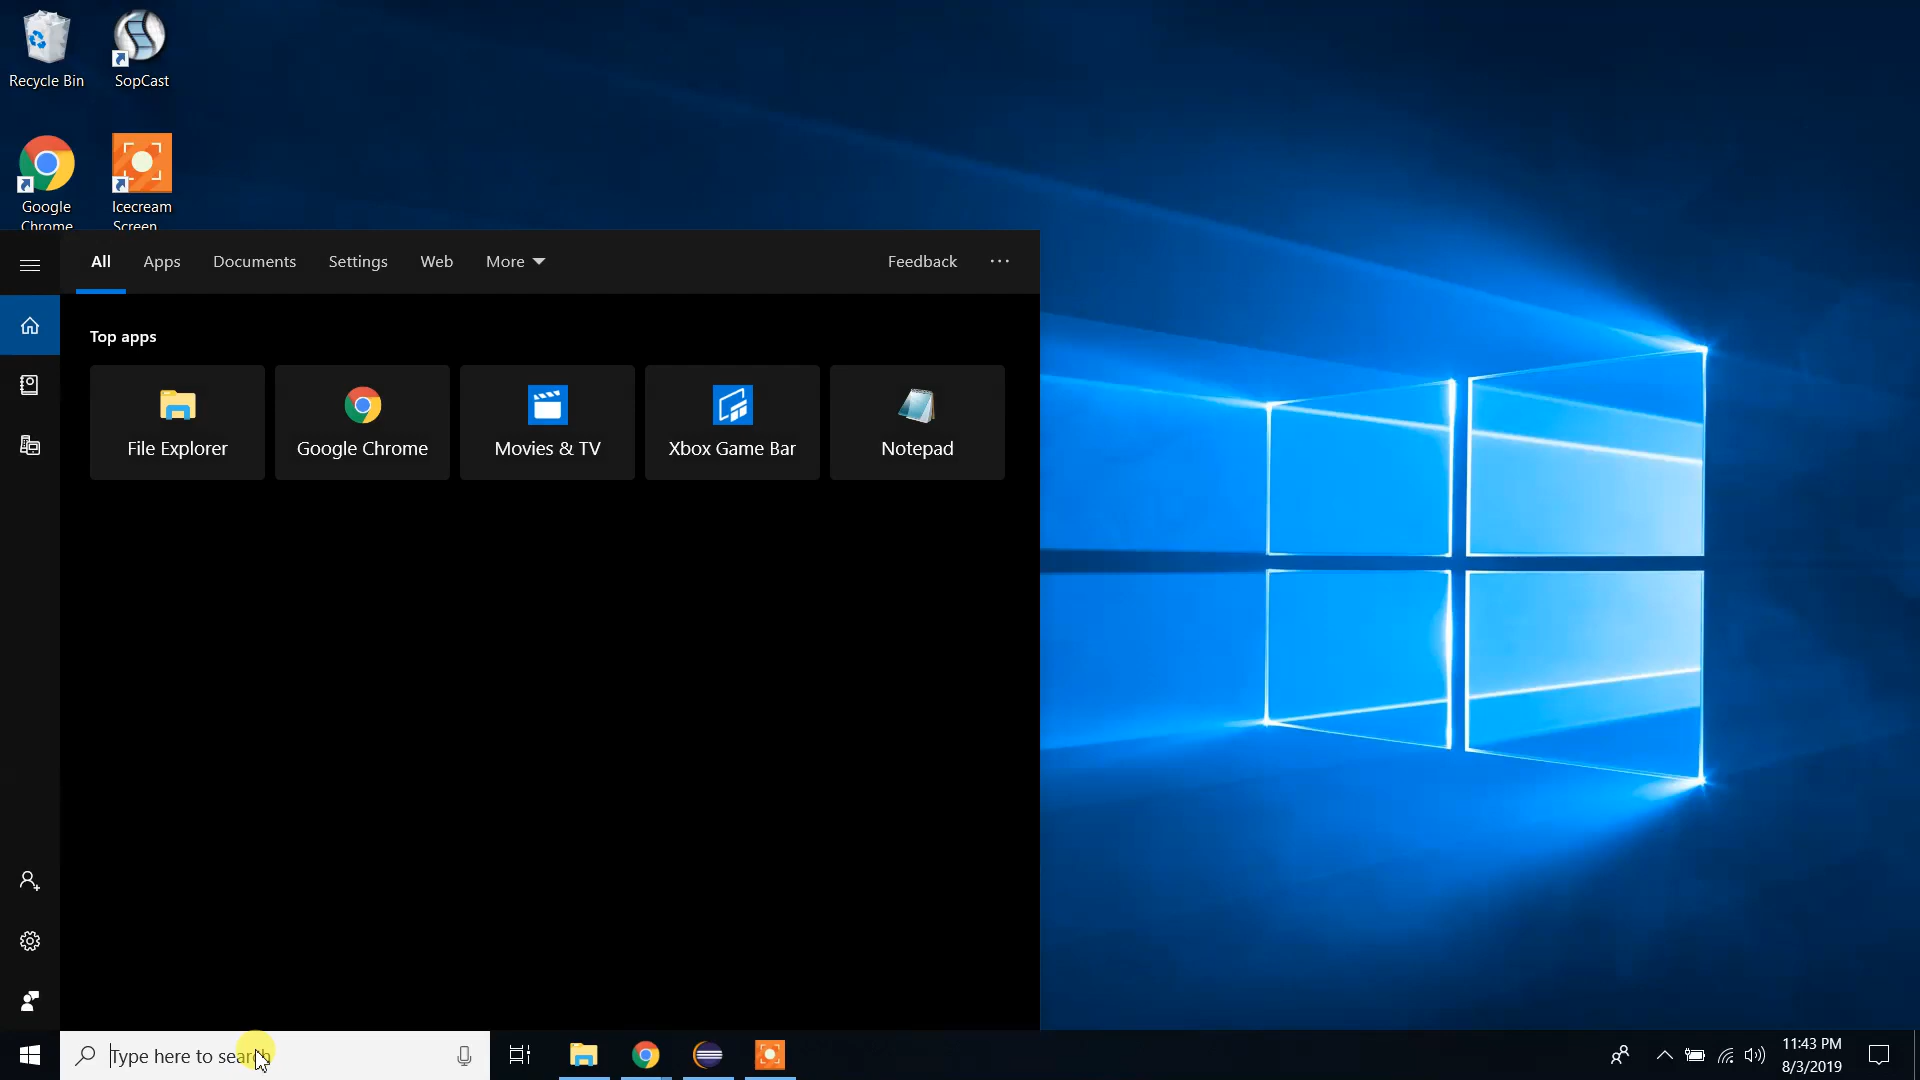 Recycle Bin
SopCast
Google
Chrome
Icecream
Screen
All Apps Documents Settings Web More Feedback
Top apps
File Explorer
Google Chrome
Movies & TV
Xbox Game Bar
Notepad
Type here to search
11:43 PM
8/3/2019